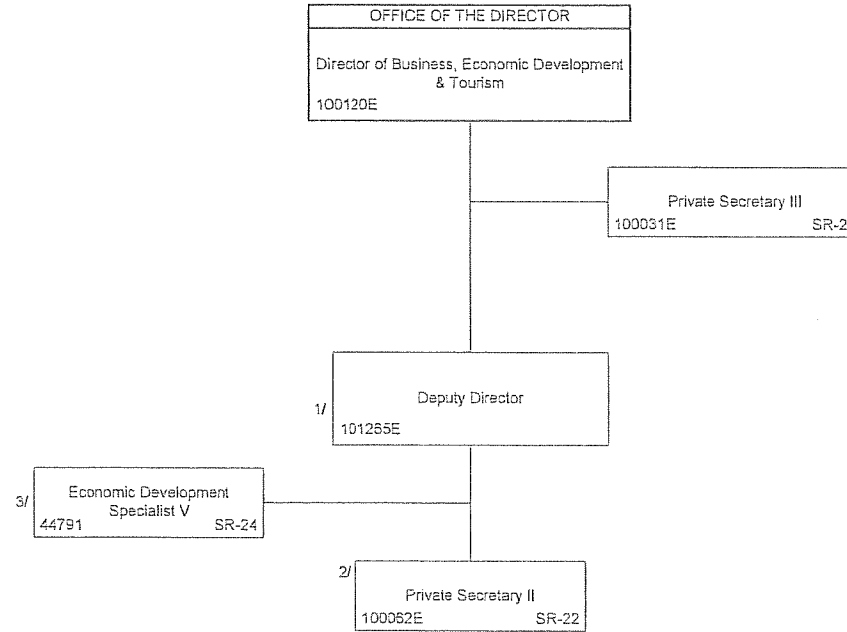 OFFICE OF THE DIRECTOR
Director of Business, Economic Development
& Tourism
100120E
Private Secretary III
100031E SR-2
Deputy Director
1/
101265E
Economic Development
Specialist V
3/
44791 SR-24
2/
Private Secretary II
100062E SR-22